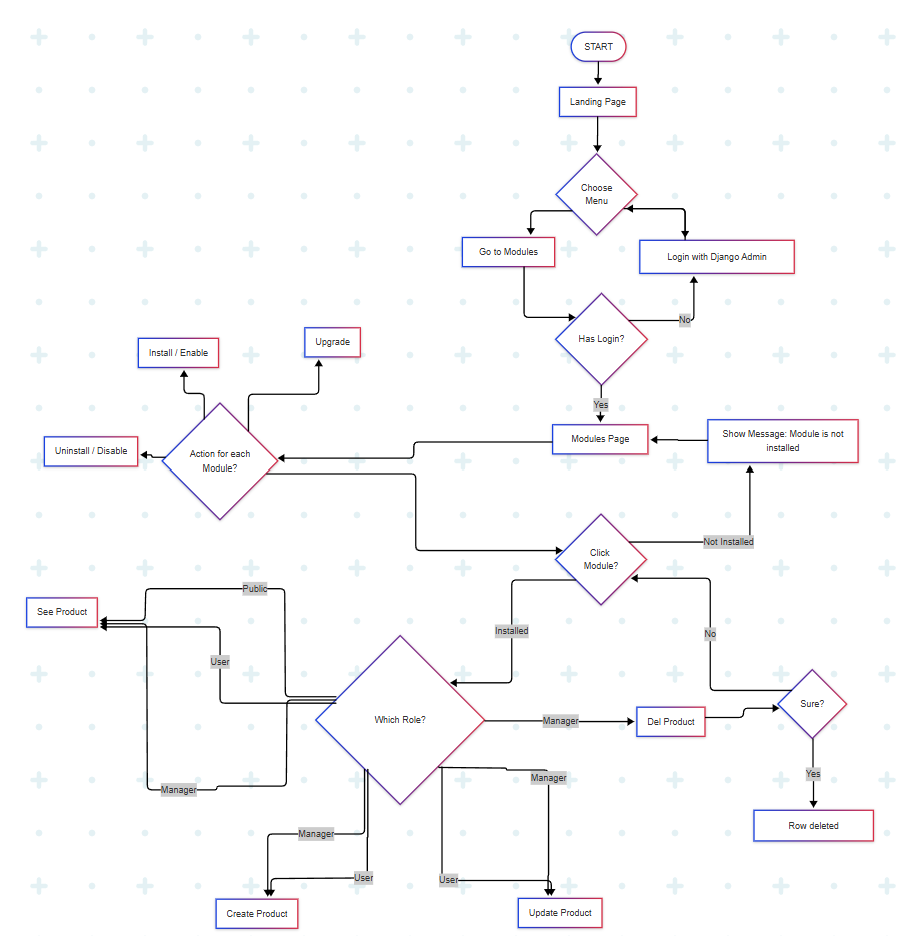 START
Landing Page
Choose
Menu
Go to Modules
Login with Django Admin
Has Login?
No
Yes
Install / Enable
Upgrade
Uninstall / Disable
Action for each
Module?
Modules Page
Show Message: Module is not
installed
Click
Module?
Not Installed
Installed
No
Public
See Product
User
Which Role?
Manager
Del Product
Sure?
Yes
Manager
Manager
Row deleted
Manager
User
User
Create Product
Update Product